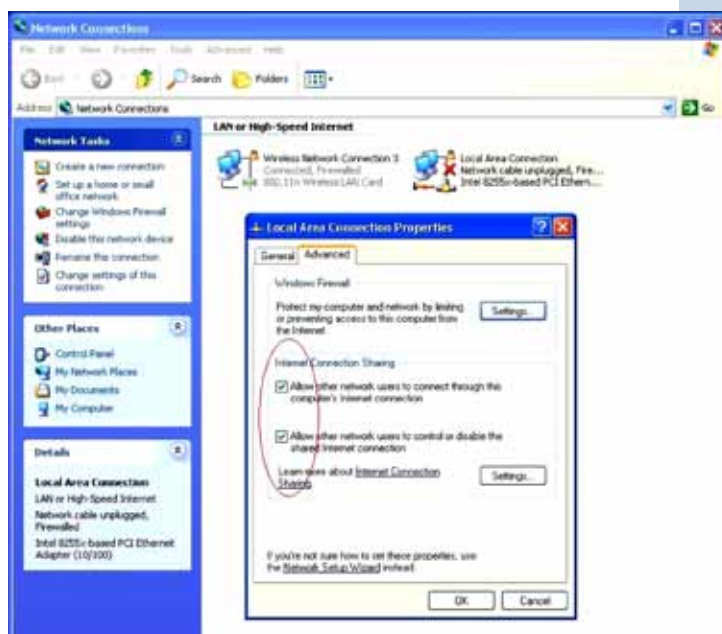 Network Connections
File Edit View Favorites Tools Advanced Help
Back Search Folders
Address Network Connections Go
Network Tasks
Create a new connection
Set up a home or small
office network
Change Windows Firewall
settings
Disable this network device
Rename this connection
Change settings of this
connection
Other Places
Control Panel
My Network Places
My Documents
My Computer
Details
Local Area Connection
LAN or High-Speed Internet
Network cable unplugged,
Firewalled
Intel 8255x-based PCI Ethernet
Adapter (10/100)
LAN or High-Speed Internet
Wireless Network Connection 3
Connected, Firewalled
802.11n Wireless LAN Card
Local Area Connection
Network cable unplugged, Fire...
Intel 8255x-based PCI Ethern...
Local Area Connection Properties
General Advanced
Windows Firewall
Protect my computer and network by limiting
or preventing access to this computer from
the Internet
Settings...
Internet Connection Sharing
Allow other network users to connect through this
computer's Internet connection
Allow other network users to control or disable the
shared Internet connection
Learn more about Internet Connection
Sharing.
Settings...
If you're not sure how to set these properties, use
the Network Setup Wizard instead.
OK Cancel